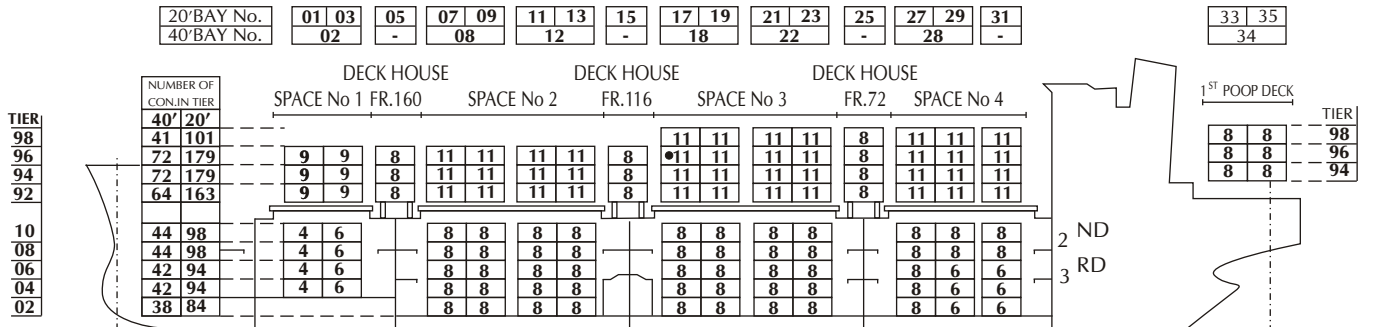 20'BAY No. 01 03 05 07 09 11 13 15 17 19 21 23 25 27 29 31 33 35
40'BAY No. 02 - 08 12 - 18 22 - 28 - 34
DECK HOUSE DECK HOUSE DECK HOUSE
NUMBER OF
CON.IN TIER
SPACE No 1 FR.160 SPACE No 2 FR.116 SPACE No 3 FR.72 SPACE No 4 1ST POOP DECK
TIER 40' 20' TIER
98 41 101 11 11 11 11 8 11 11 11 8 8 98
96 72 179 9 9 8 11 11 11 11 8 11 11 11 11 8 11 11 11 8 8 96
94 72 179 9 9 8 11 11 11 11 8 11 11 11 11 8 11 11 11 8 8 94
92 64 163 9 9 8 11 11 11 11 8 11 11 11 11 8 11 11 11
10 44 98 4 6 8 8 8 8 8 8 8 8 8 8 8 2 ND
08 44 98 4 6 8 8 8 8 8 8 8 8 8 8 8
06 42 94 4 6 8 8 8 8 8 8 8 8 8 6 6 3 RD
04 42 94 4 6 8 8 8 8 8 8 8 8 8 6 6
02 38 84 8 8 8 8 8 8 8 8 8 6 6